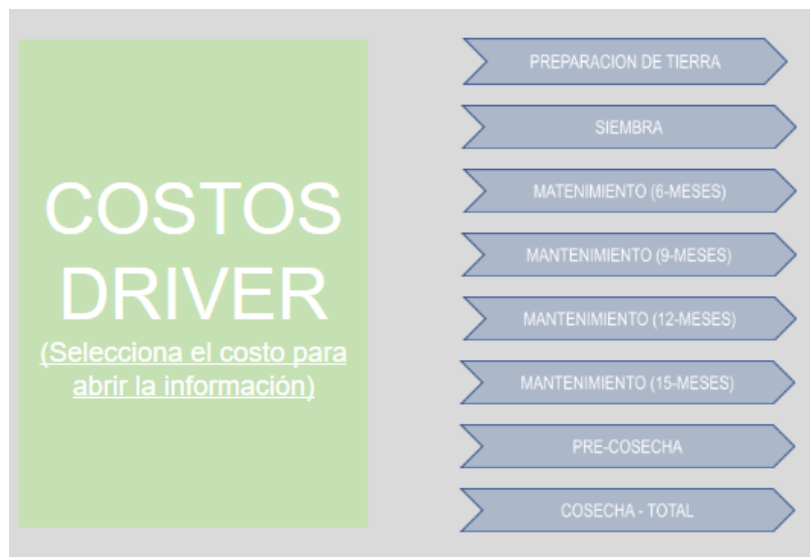 COSTOS
DRIVER
(Selecciona el costo para
abrir la información)
PREPARACION DE TIERRA
SIEMBRA
MATENIMIENTO (6-MESES)
MANTENIMIENTO (9-MESES)
MANTENIMIENTO (12-MESES)
MANTENIMIENTO (15-MESES)
PRE-COSECHA
COSECHA - TOTAL